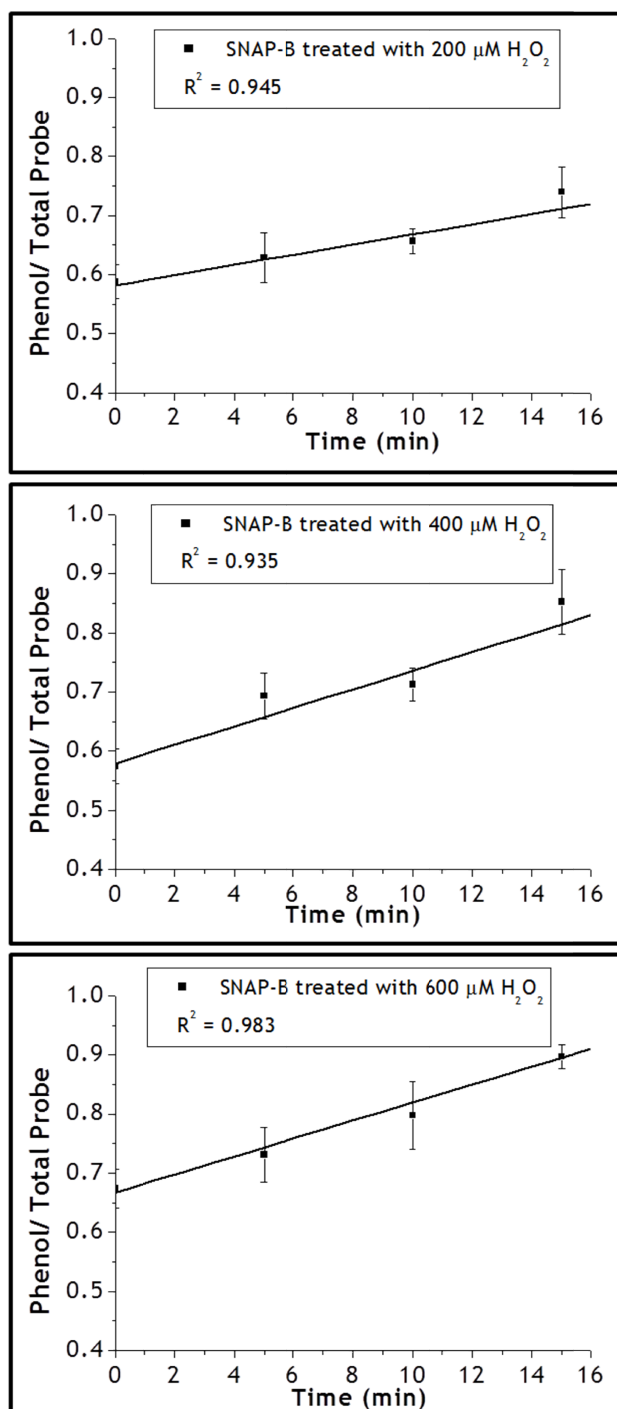 SNAP-B treated with 200 μM H₂O₂
R² = 0.945
1.0
0.9
0.8
0.7
0.6
0.5
0.4
Phenol/ Total Probe
0 2 4 6 8 10 12 14 16
Time (min)
SNAP-B treated with 400 μM H₂O₂
R² = 0.935
1.0
0.9
0.8
0.7
0.6
0.5
0.4
Phenol/ Total Probe
0 2 4 6 8 10 12 14 16
Time (min)
SNAP-B treated with 600 μM H₂O₂
R² = 0.983
1.0
0.9
0.8
0.7
0.6
0.5
0.4
Phenol/ Total Probe
0 2 4 6 8 10 12 14 16
Time (min)